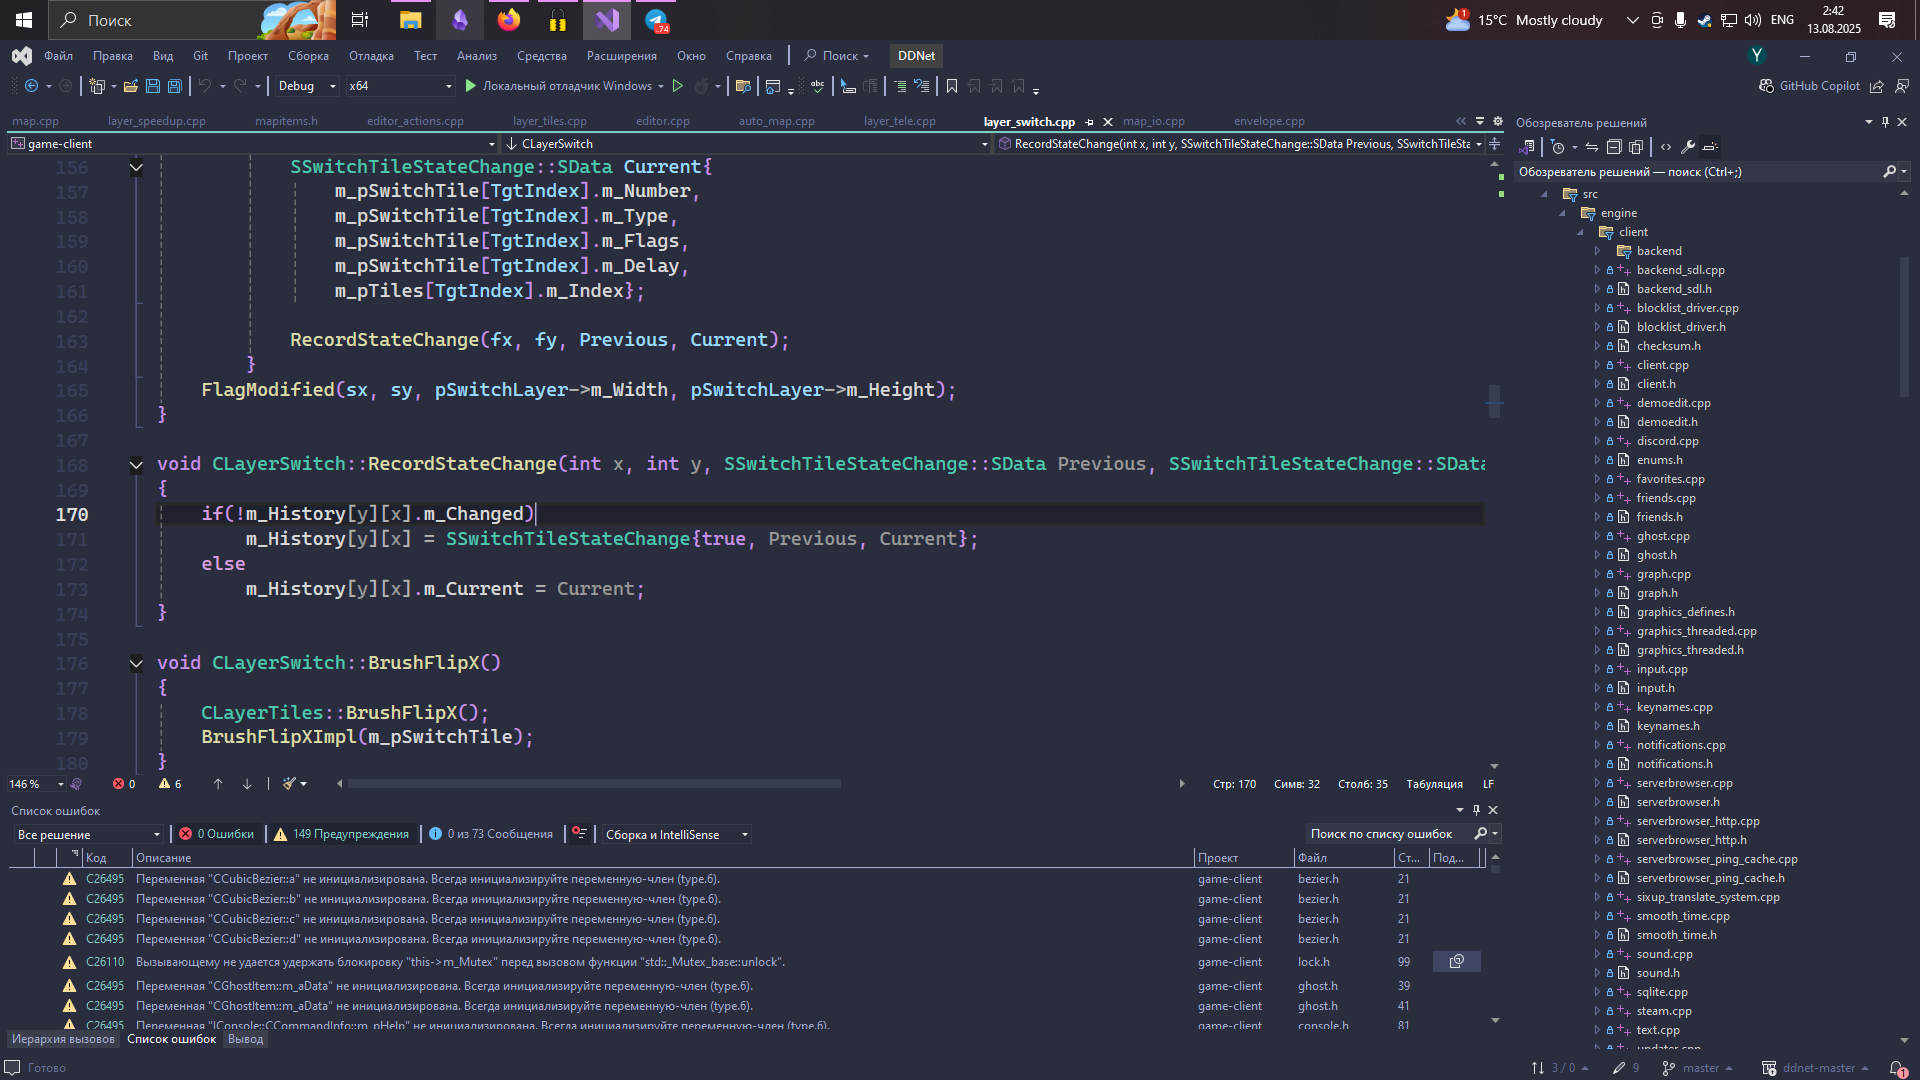 Поиск
74
1
15°C Mostly cloudy
ENG
2:42
13.08.2025
Файл Правка Вид Git Проект Сборка Отладка Тест Анализ Средства Расширения Окно Справка Поиск DDNet
Y
Debug x64 Локальный отладчик Windows
GitHub Copilot
map.cpp layer_speedup.cpp mapitems.h editor_actions.cpp layer_tiles.cpp editor.cpp auto_map.cpp layer_tele.cpp layer_switch.cpp map_io.cpp envelope.cpp
game-client CLayerSwitch RecordStateChange(int x, int y, SSwitchTileStateChange::SData Previous, SSwitchTileSta
156 SSwitchTileStateChange::SData Current{
157 m_pSwitchTile[TgtIndex].m_Number,
158 m_pSwitchTile[TgtIndex].m_Type,
159 m_pSwitchTile[TgtIndex].m_Flags,
160 m_pSwitchTile[TgtIndex].m_Delay,
161 m_pTiles[TgtIndex].m_Index};
162
163 RecordStateChange(fx, fy, Previous, Current);
164 }
165 FlagModified(sx, sy, pSwitchLayer->m_Width, pSwitchLayer->m_Height);
166 }
167
168 void CLayerSwitch::RecordStateChange(int x, int y, SSwitchTileStateChange::SData Previous, SSwitchTileStateChange::SData
169 {
170 if(!m_History[y][x].m_Changed)
171 m_History[y][x] = SSwitchTileStateChange{true, Previous, Current};
172 else
173 m_History[y][x].m_Current = Current;
174 }
175
176 void CLayerSwitch::BrushFlipX()
177 {
178 CLayerTiles::BrushFlipX();
179 BrushFlipXImpl(m_pSwitchTile);
180 }
146 % 0 6 Стр: 170 Симв: 32 Столб: 35 Табуляция LF
Список ошибок
Все решение 0 Ошибки 149 Предупреждения 0 из 73 Сообщения Сборка и IntelliSense Поиск по списку ошибок
Код Описание Проект Файл Ст... Под...
C26495 Переменная "CCubicBezier::a" не инициализирована. Всегда инициализируйте переменную-член (type.6). game-client bezier.h 21
C26495 Переменная "CCubicBezier::b" не инициализирована. Всегда инициализируйте переменную-член (type.6). game-client bezier.h 21
C26495 Переменная "CCubicBezier::c" не инициализирована. Всегда инициализируйте переменную-член (type.6). game-client bezier.h 21
C26495 Переменная "CCubicBezier::d" не инициализирована. Всегда инициализируйте переменную-член (type.6). game-client bezier.h 21
C26110 Вызывающему не удается удержать блокировку "this->m_Mutex" перед вызовом функции "std::_Mutex_base::unlock". game-client lock.h 99
C26495 Переменная "CGhostItem::m_aData" не инициализирована. Всегда инициализируйте переменную-член (type.6). game-client ghost.h 39
C26495 Переменная "CGhostItem::m_aData" не инициализирована. Всегда инициализируйте переменную-член (type.6). game-client ghost.h 41
C26495 Переменная "IConsole::CCommandInfo::m_pHelp" не инициализирована. Всегда инициализируйте переменную-член (type.6). game-client console.h 81
Иерархия вызовов Список ошибок Вывод
Обозреватель решений
Обозреватель решений — поиск (Ctrl+;)
src
engine
client
backend
backend_sdl.cpp
backend_sdl.h
blocklist_driver.cpp
blocklist_driver.h
checksum.h
client.cpp
client.h
demoedit.cpp
demoedit.h
discord.cpp
enums.h
favorites.cpp
friends.cpp
friends.h
ghost.cpp
ghost.h
graph.cpp
graph.h
graphics_defines.h
graphics_threaded.cpp
graphics_threaded.h
input.cpp
input.h
keynames.cpp
keynames.h
notifications.cpp
notifications.h
serverbrowser.cpp
serverbrowser.h
serverbrowser_http.cpp
serverbrowser_http.h
serverbrowser_ping_cache.cpp
serverbrowser_ping_cache.h
sixup_translate_system.cpp
smooth_time.cpp
smooth_time.h
sound.cpp
sound.h
sqlite.cpp
steam.cpp
text.cpp
updater.cpp
Готово 3 / 0 9 master ddnet-master 1